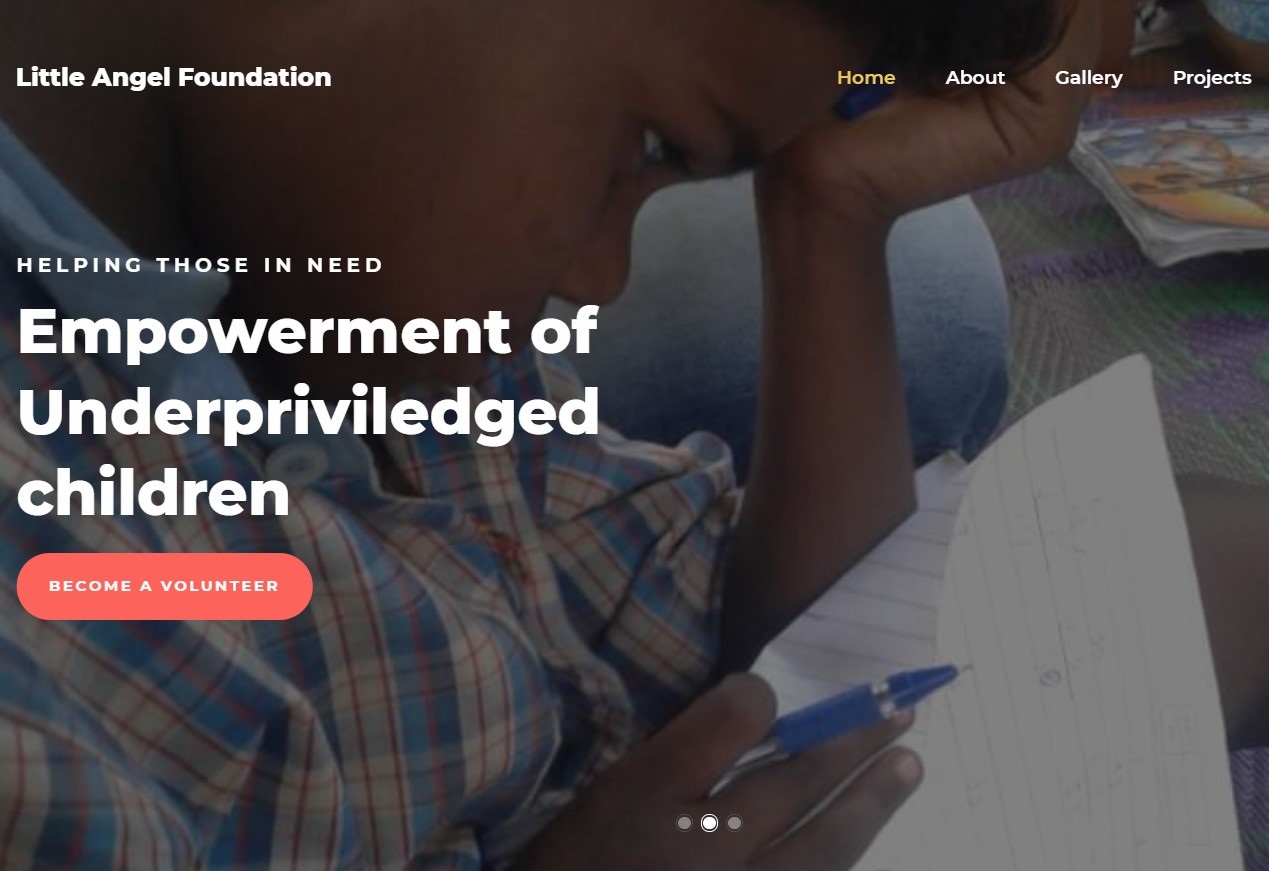 Little Angel Foundation
Home About Gallery Projects
HELPING THOSE IN NEED
Empowerment of
Underpriviledged
children
BECOME A VOLUNTEER